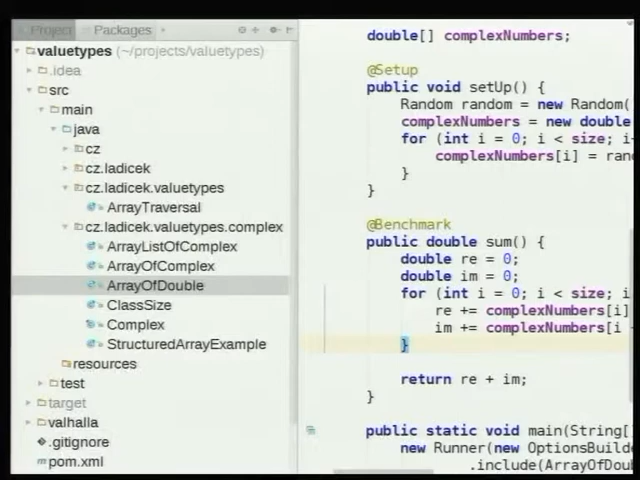 Project Packages
valuetypes (~/projects/valuetypes)
.idea
src
main
java
cz
cz.ladicek
cz.ladicek.valuetypes
ArrayTraversal
cz.ladicek.valuetypes.complex
ArrayListOfComplex
ArrayOfComplex
ArrayOfDouble
ClassSize
Complex
StructuredArrayExample
resources
test
target
valhalla
.gitignore
pom.xml
double[] complexNumbers;
@Setup
public void setUp() {
Random random = new Random(
complexNumbers = new double
for (int i = 0; i < size; i
complexNumbers[i] = ran
}
}
@Benchmark
public double sum() {
double re = 0;
double im = 0;
for (int i = 0; i < size; i
re += complexNumbers[i]
im += complexNumbers[i
}
return re + im;
}
public static void main(String[
new Runner(new OptionsBuilde
.include(ArrayOfDou